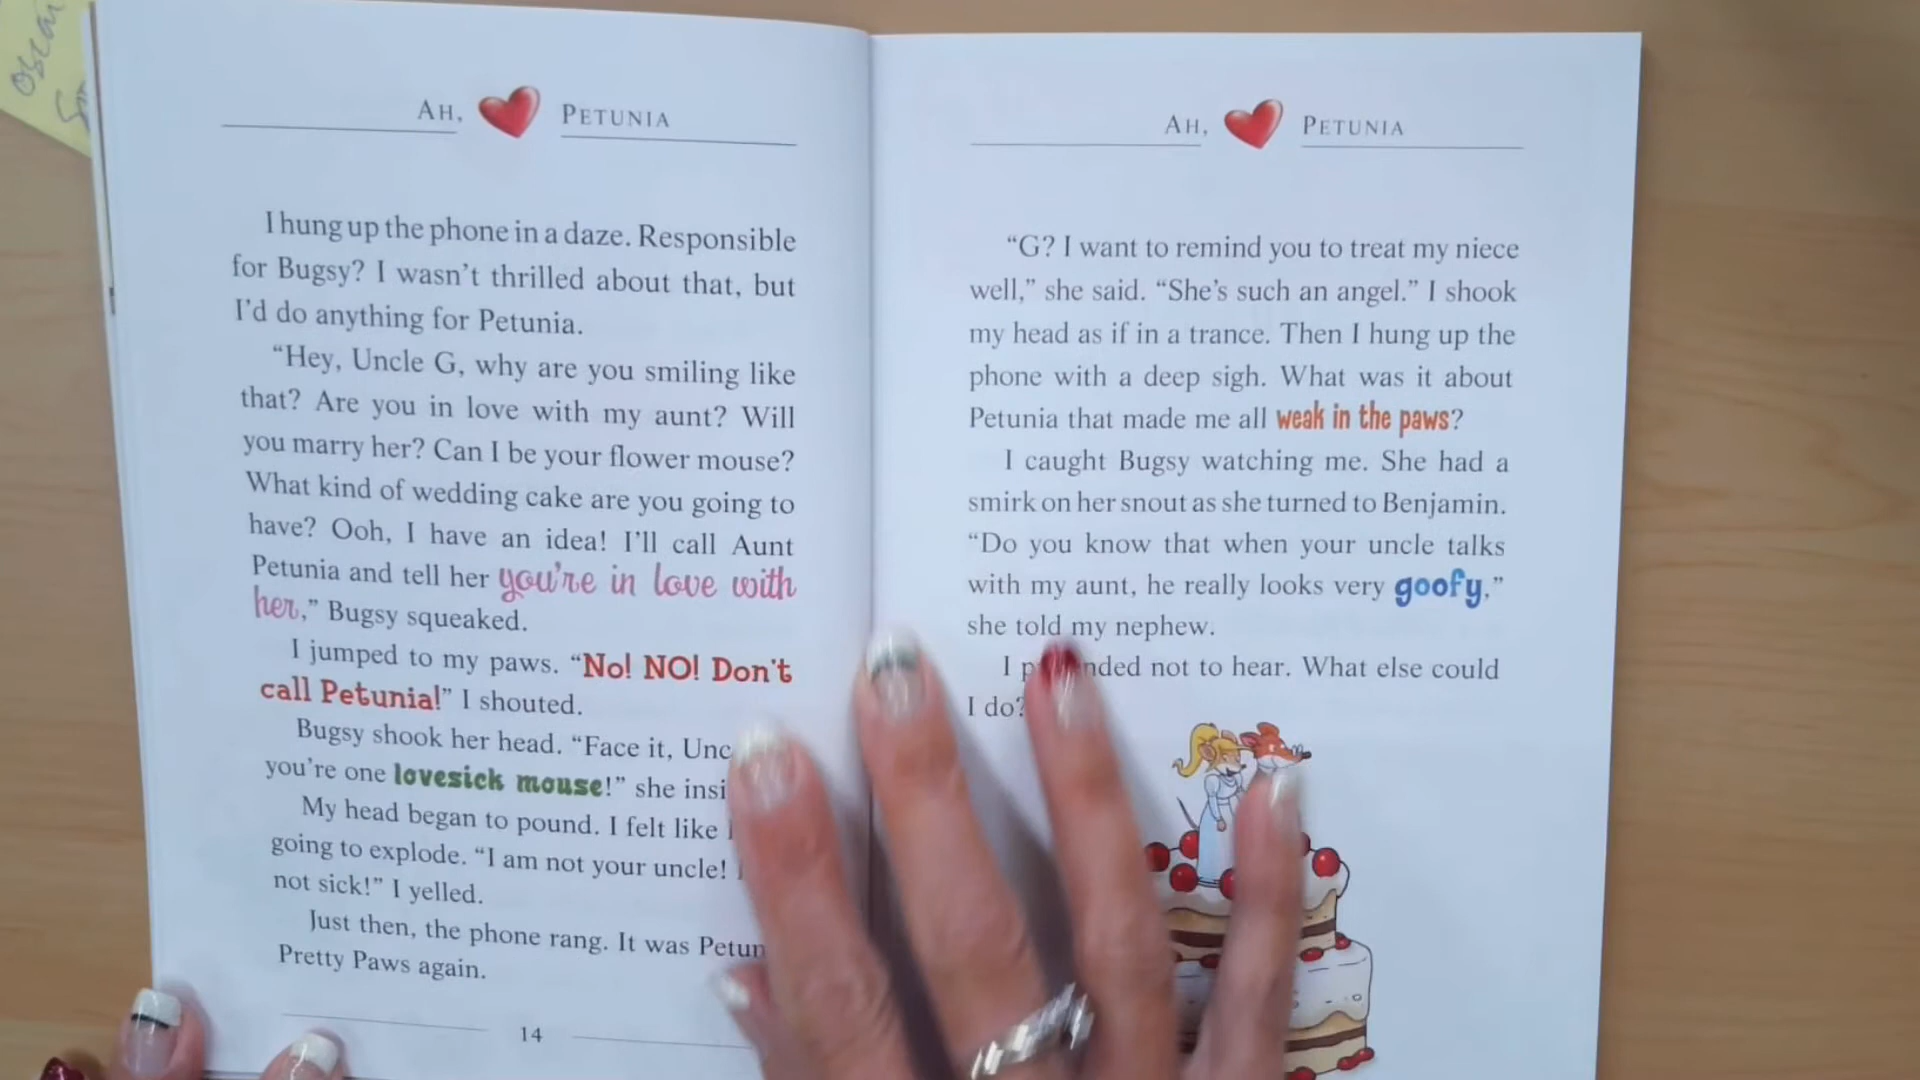 Oscar
AH, PETUNIA
I hung up the phone in a daze. Responsible
for Bugsy? I wasn't thrilled about that, but
I'd do anything for Petunia.
“Hey, Uncle G, why are you smiling like
that? Are you in love with my aunt? Will
you marry her? Can I be your flower mouse?
What kind of wedding cake are you going to
have? Ooh, I have an idea! I'll call Aunt
Petunia and tell her you're in love with
her,” Bugsy squeaked.
I jumped to my paws. “No! NO! Don't
call Petunia!” I shouted.
Bugsy shook her head. “Face it,
you're one lovesick mouse!” she
My head began to pound. I felt like
going to explode. “I am not your uncle!
not sick!” I yelled.
Just then, the phone rang. It was
Pretty Paws again.
14
AH, PETUNIA
“G? I want to remind you to treat my niece
well,” she said. “She's such an angel.” I shook
my head as if in a trance. Then I hung up the
phone with a deep sigh. What was it about
Petunia that made me all weak in the paws?
I caught Bugsy watching me. She had a
smirk on her snout as she turned to Benjamin.
“Do you know that when your uncle talks
with my aunt, he really looks very goofy,”
she told my nephew.
I not to hear. What else could
I do?